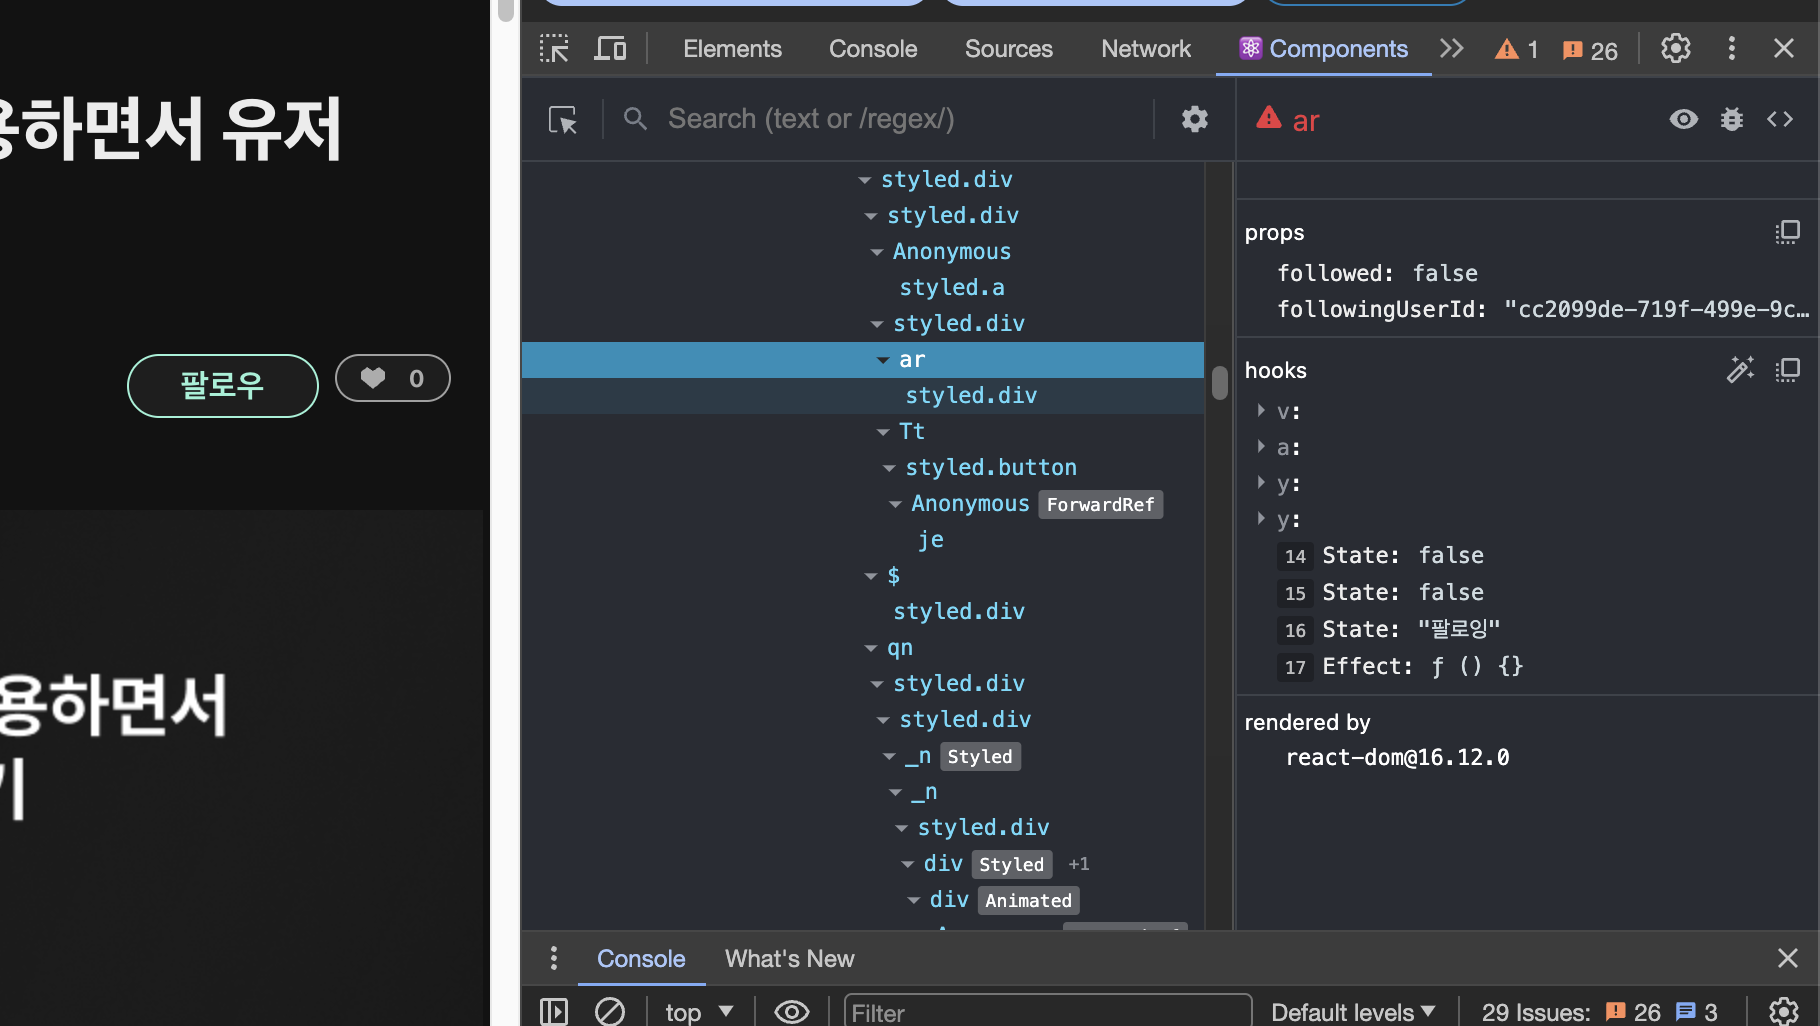 Elements Console Sources Network Components 1 26
용하면서 유저
Search (text or /regex/)
ar
styled.div
styled.div
Anonymous
styled.a
styled.div
ar
styled.div
Tt
styled.button
Anonymous ForwardRef
je
$
styled.div
qn
styled.div
styled.div
_n Styled
_n
styled.div
div Styled +1
div Animated
props
followed: false
followingUserId: "cc2099de-719f-499e-9c…
hooks
v:
a:
y:
y:
14 State: false
15 State: false
16 State: "팔로잉"
17 Effect: ƒ () {}
rendered by
react-dom@16.12.0
팔로우 0
용하면서
기
Console What's New
top Filter Default levels 29 Issues: 26 3